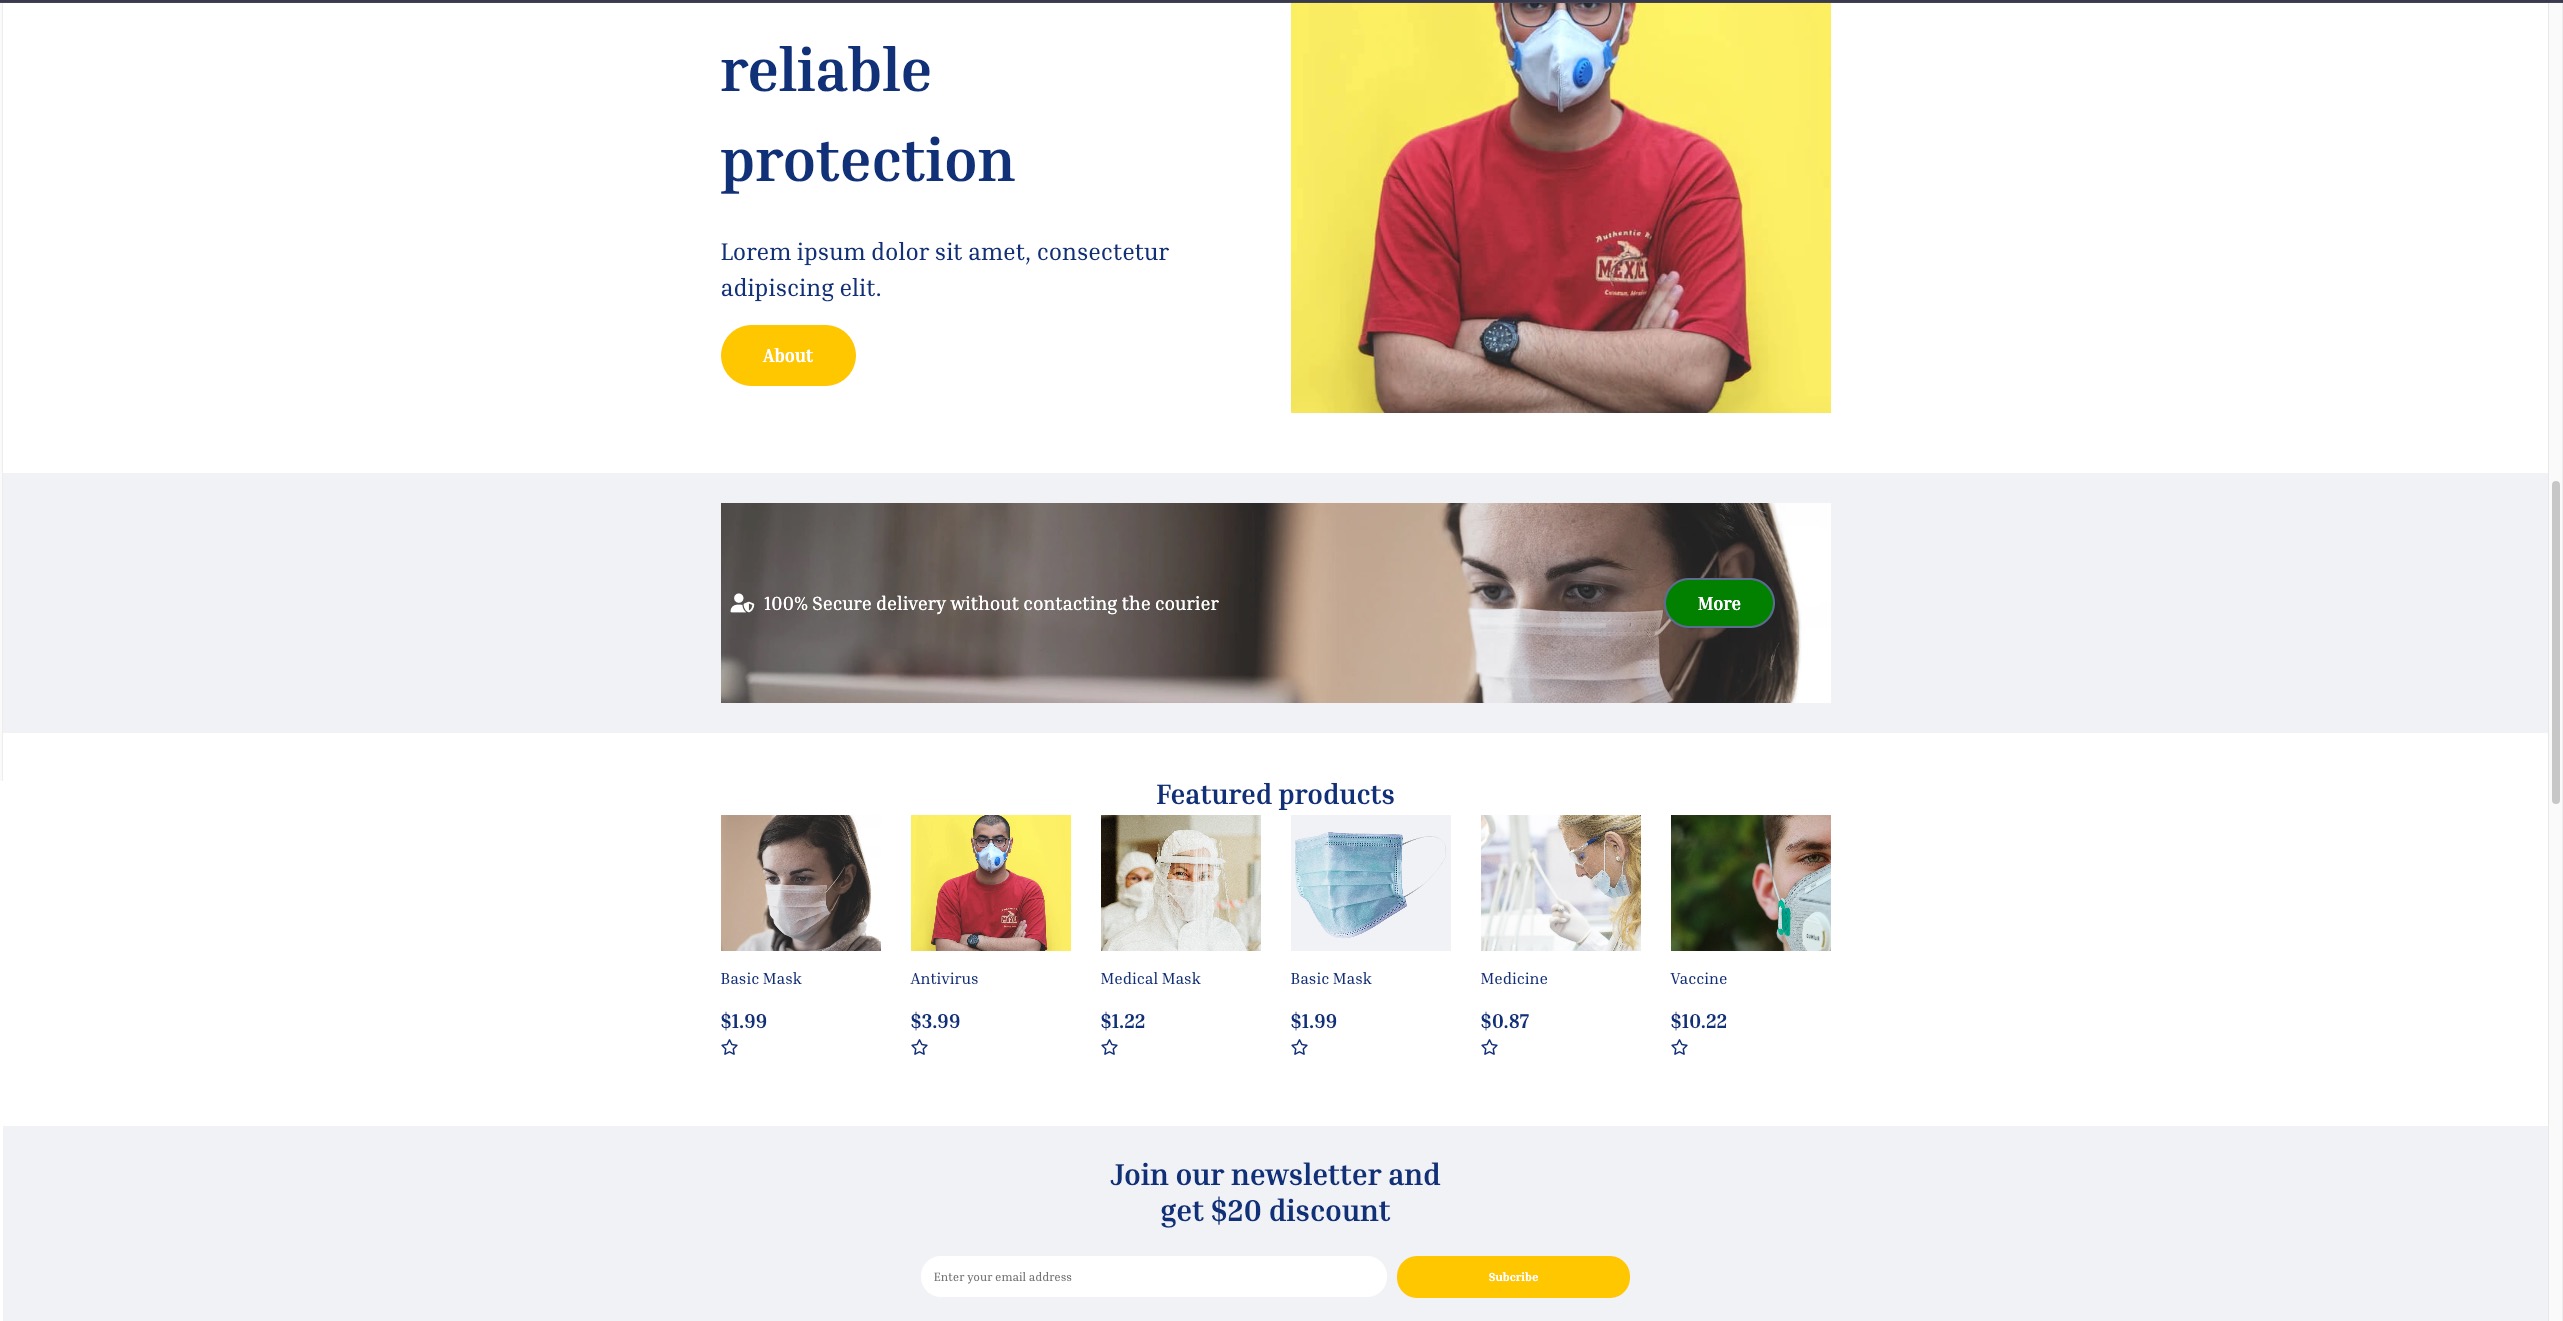 reliable
protection
Lorem ipsum dolor sit amet, consectetur
adipiscing elit.
About
MEXIC
100% Secure delivery without contacting the courier
More
Featured products
Basic Mask
Antivirus
Medical Mask
Basic Mask
Medicine
Vaccine
$1.99
$3.99
$1.22
$1.99
$0.87
$10.22
Join our newsletter and
get $20 discount
Enter your email address
Subcribe